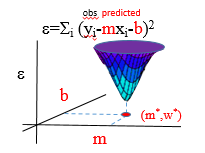 obs predicted
ε=Σi (yi-mxi-b)2
ε
b
(m*,w*)
m